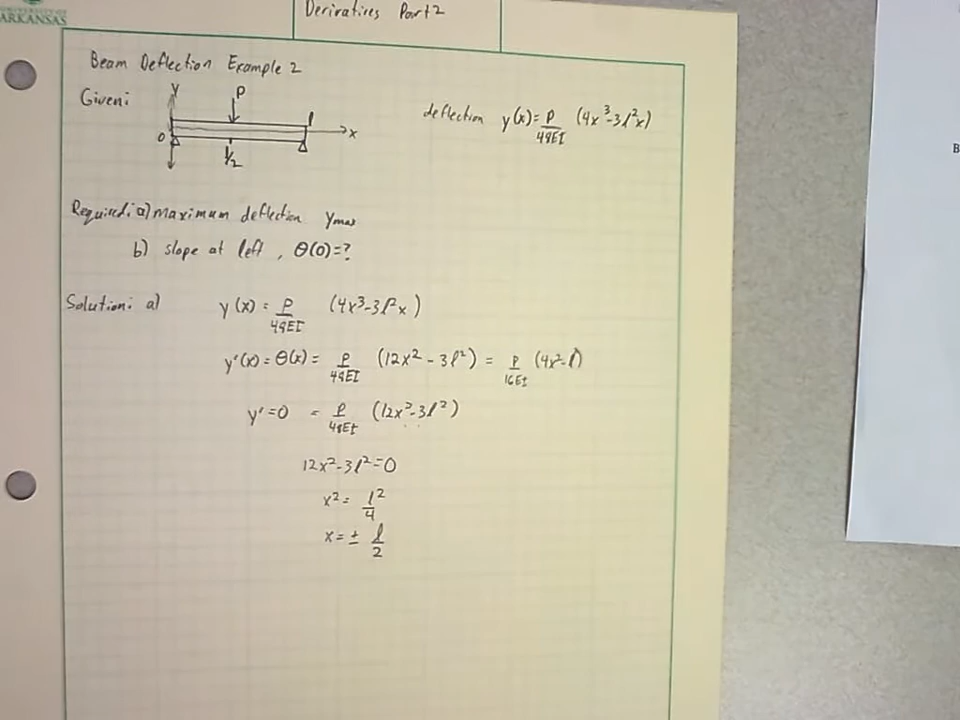 ARKANSAS
Derivatives Part 2
Beam Deflection Example 2
Given:
y
P
l
x
0
l/2
deflection y(x)= P/48EI (4x³-3l²x)
B
Required: a) maximum deflection ymax
b) slope at left, θ(0)=?
Solution: a) y(x) = P/48EI (4x³-3l²x)
y'(x) = θ(x) = P/48EI (12x² - 3l²) = P/16EI (4x²-l)
y'=0 = P/48EI (12x²-3l²)
12x²-3l²=0
x² = l²/4
x = ± l/2